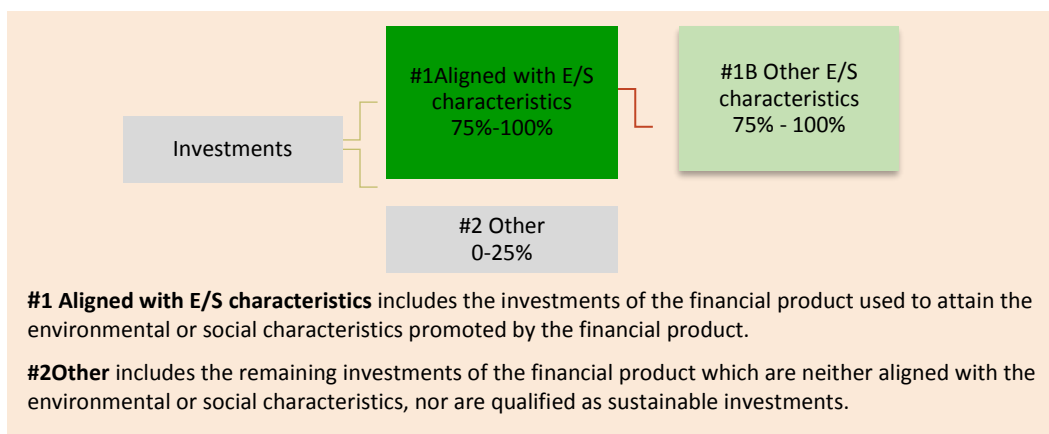 Investments
#1Aligned with E/S
characteristics
75%-100%
#1B Other E/S
characteristics
75% - 100%
#2 Other
0-25%
#1 Aligned with E/S characteristics includes the investments of the financial product used to attain the
environmental or social characteristics promoted by the financial product.
#2Other includes the remaining investments of the financial product which are neither aligned with the
environmental or social characteristics, nor are qualified as sustainable investments.